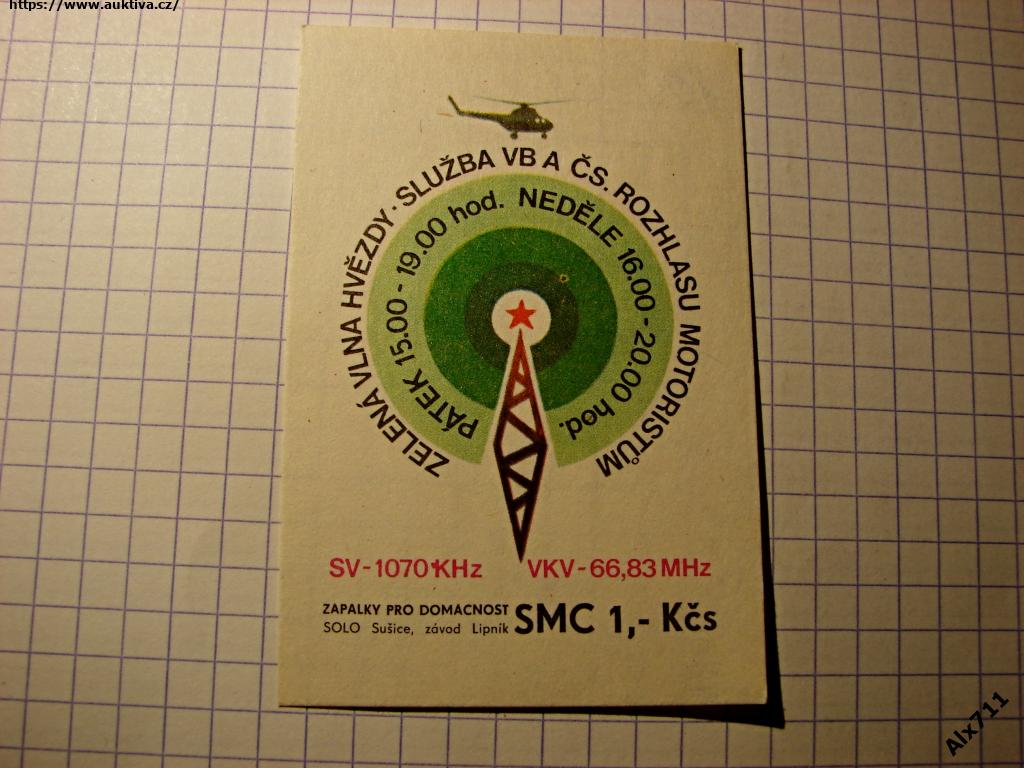 https://www.auktiva.cz/
ZELENÁ VLNA HVĚZDY · SLUŽBA VB A ČS. ROZHLASU MOTORISTŮM
PÁTEK 15.00 - 19.00 hod. NEDĚLE 16.00 - 20.00 hod.
SV - 1070 KHz VKV - 66,83 MHz
ZAPALKY PRO DOMACNOST
SOLO Sušice, závod Lipník
SMC 1,- Kčs
Alx711